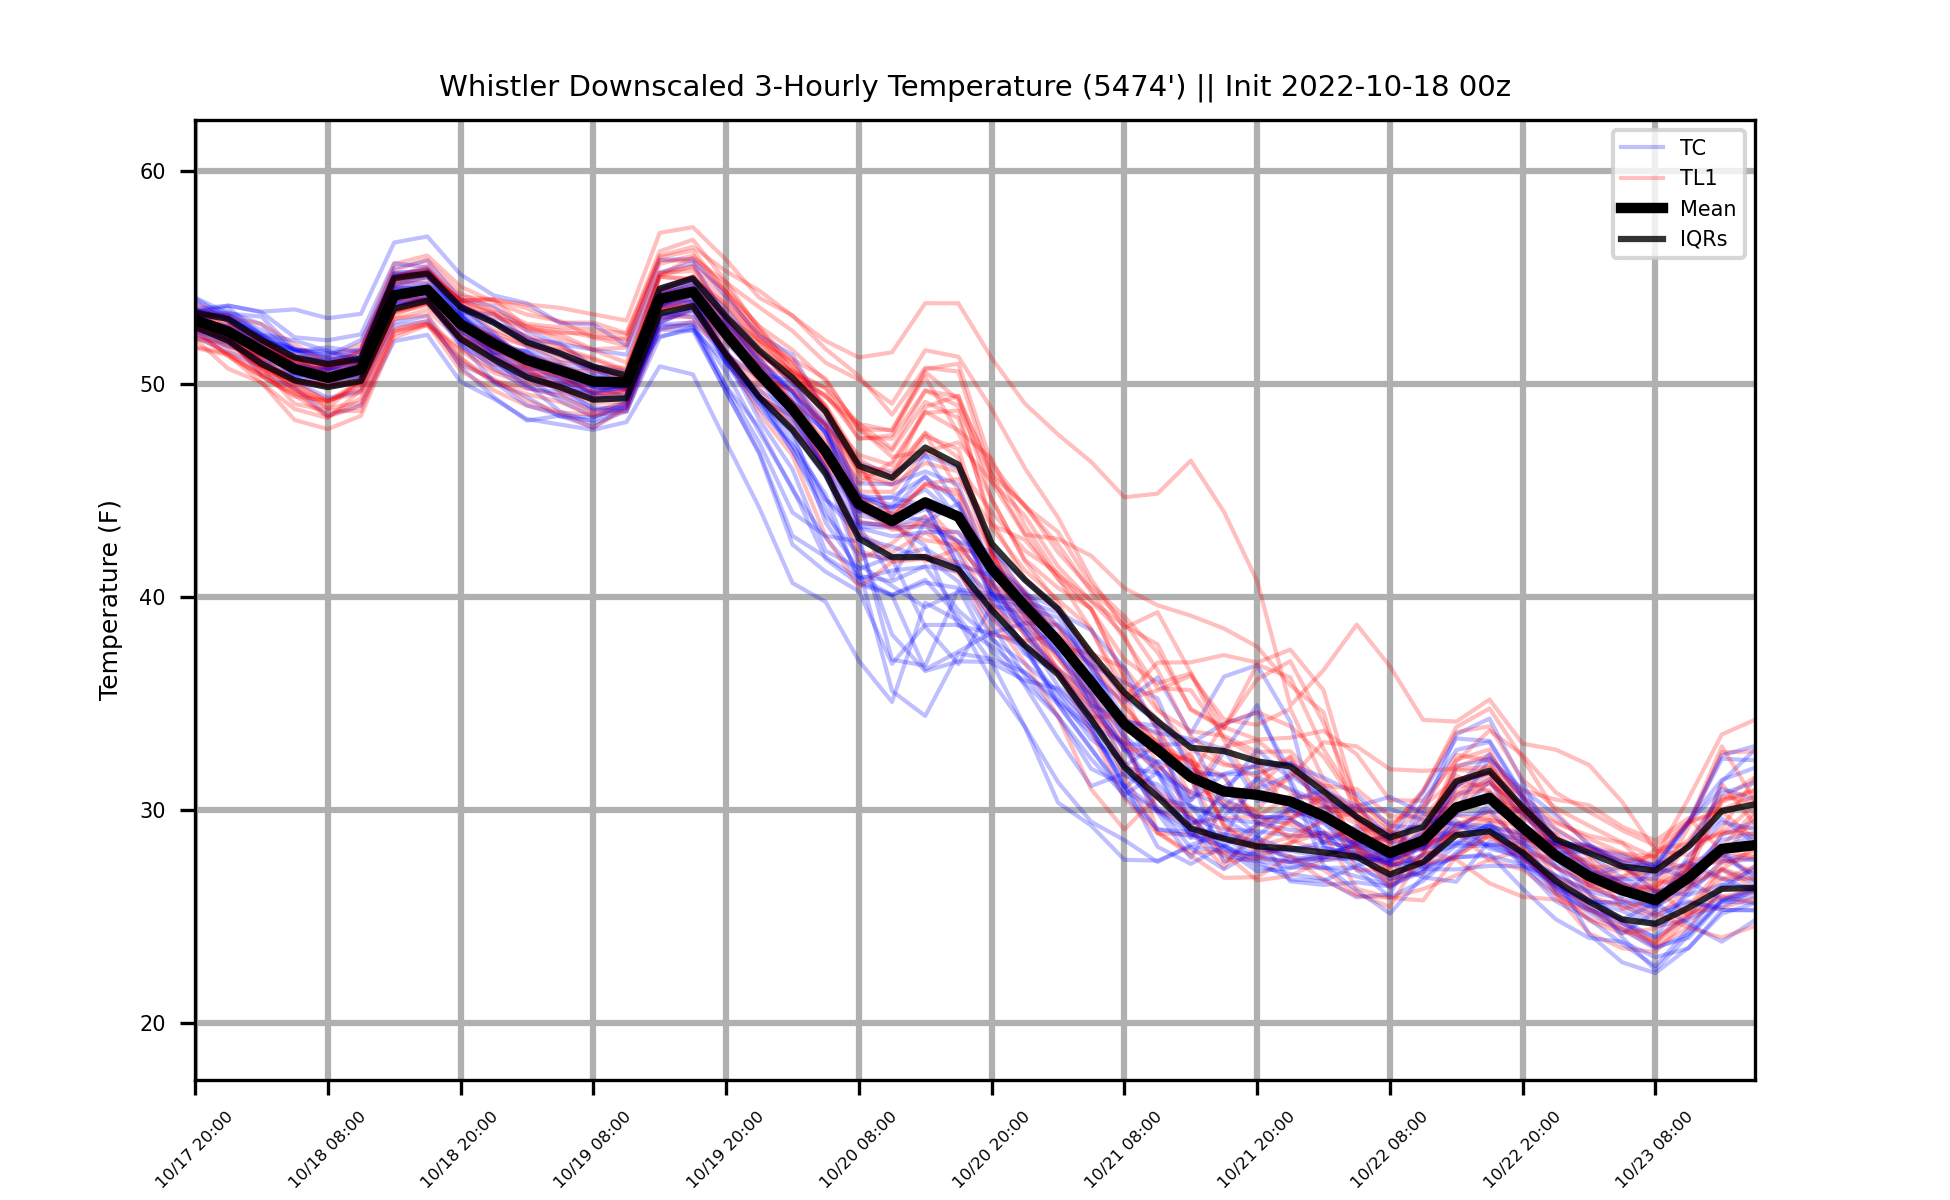 Whistler Downscaled 3-Hourly Temperature (5474') || Init 2022-10-18 00z
TC
TL1
Mean
IQRs
Temperature (F)
60
50
40
30
20
10/17 20:00
10/18 08:00
10/18 20:00
10/19 08:00
10/19 20:00
10/20 08:00
10/20 20:00
10/21 08:00
10/21 20:00
10/22 08:00
10/22 20:00
10/23 08:00